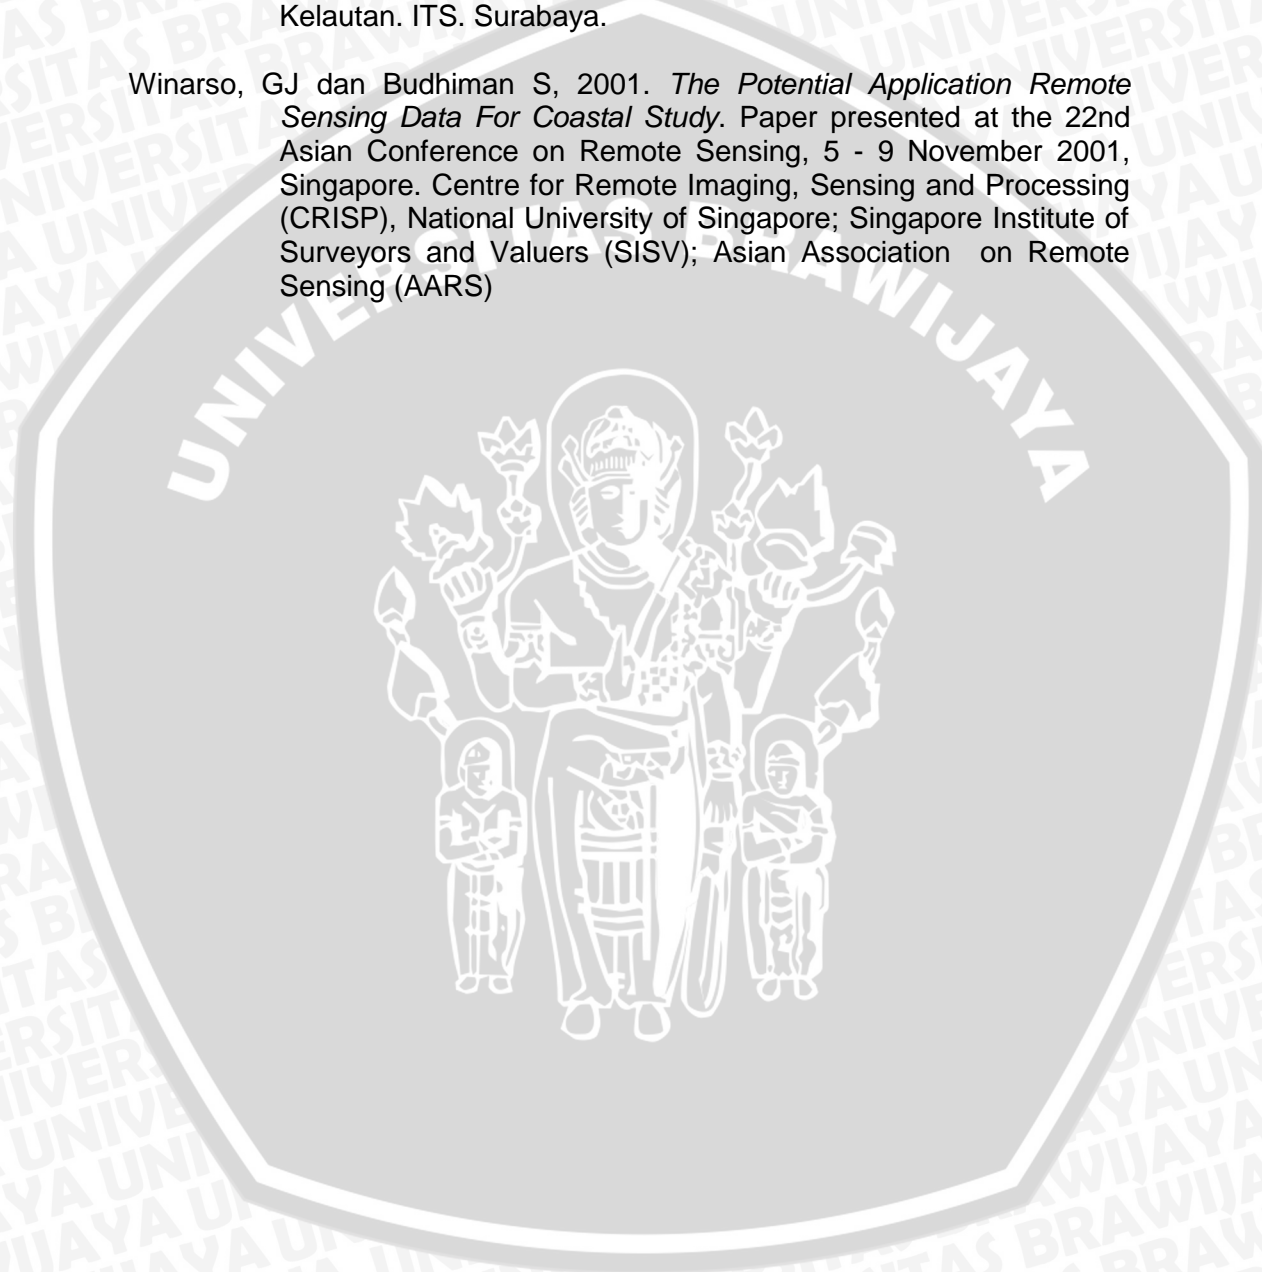 Kelautan. ITS. Surabaya.
Winarso, GJ dan Budhiman S, 2001. The Potential Application Remote
Sensing Data For Coastal Study. Paper presented at the 22nd
Asian Conference on Remote Sensing, 5 - 9 November 2001,
Singapore. Centre for Remote Imaging, Sensing and Processing
(CRISP), National University of Singapore; Singapore Institute of
Surveyors and Valuers (SISV); Asian Association on Remote
Sensing (AARS)
UNIVERSITAS BRAWIJAYA